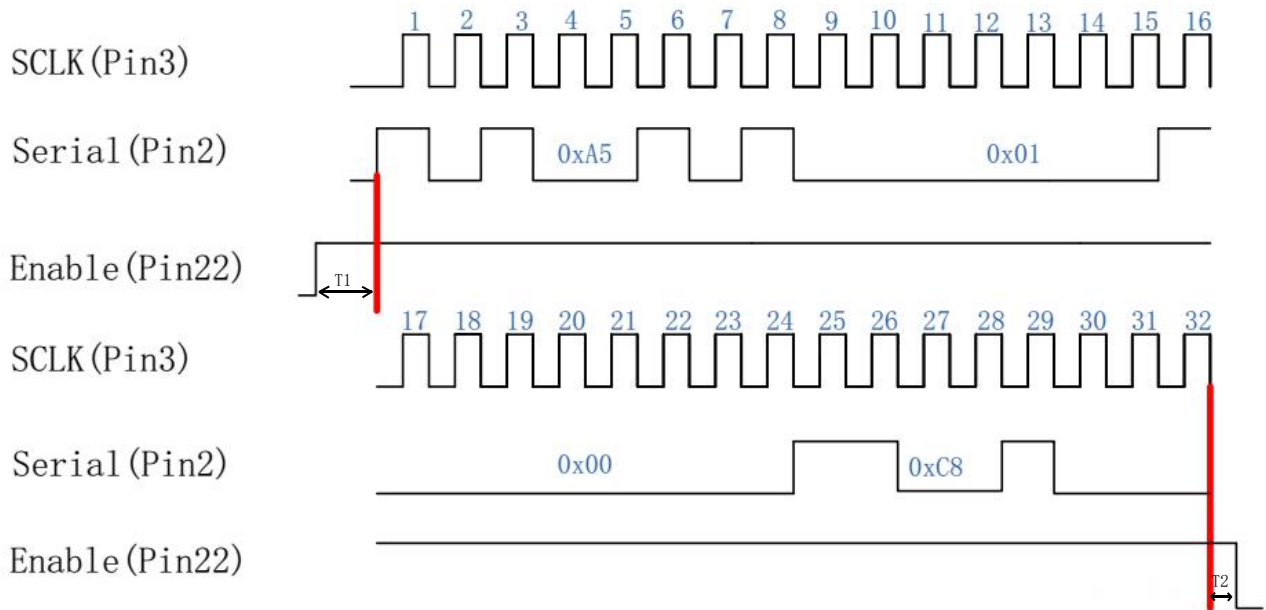 1 2 3 4 5 6 7 8 9 10 11 12 13 14 15 16
SCLK(Pin3)
Serial(Pin2) 0xA5 0x01
Enable(Pin22) T1
17 18 19 20 21 22 23 24 25 26 27 28 29 30 31 32
SCLK(Pin3)
Serial(Pin2) 0x00 0xC8
Enable(Pin22) T2